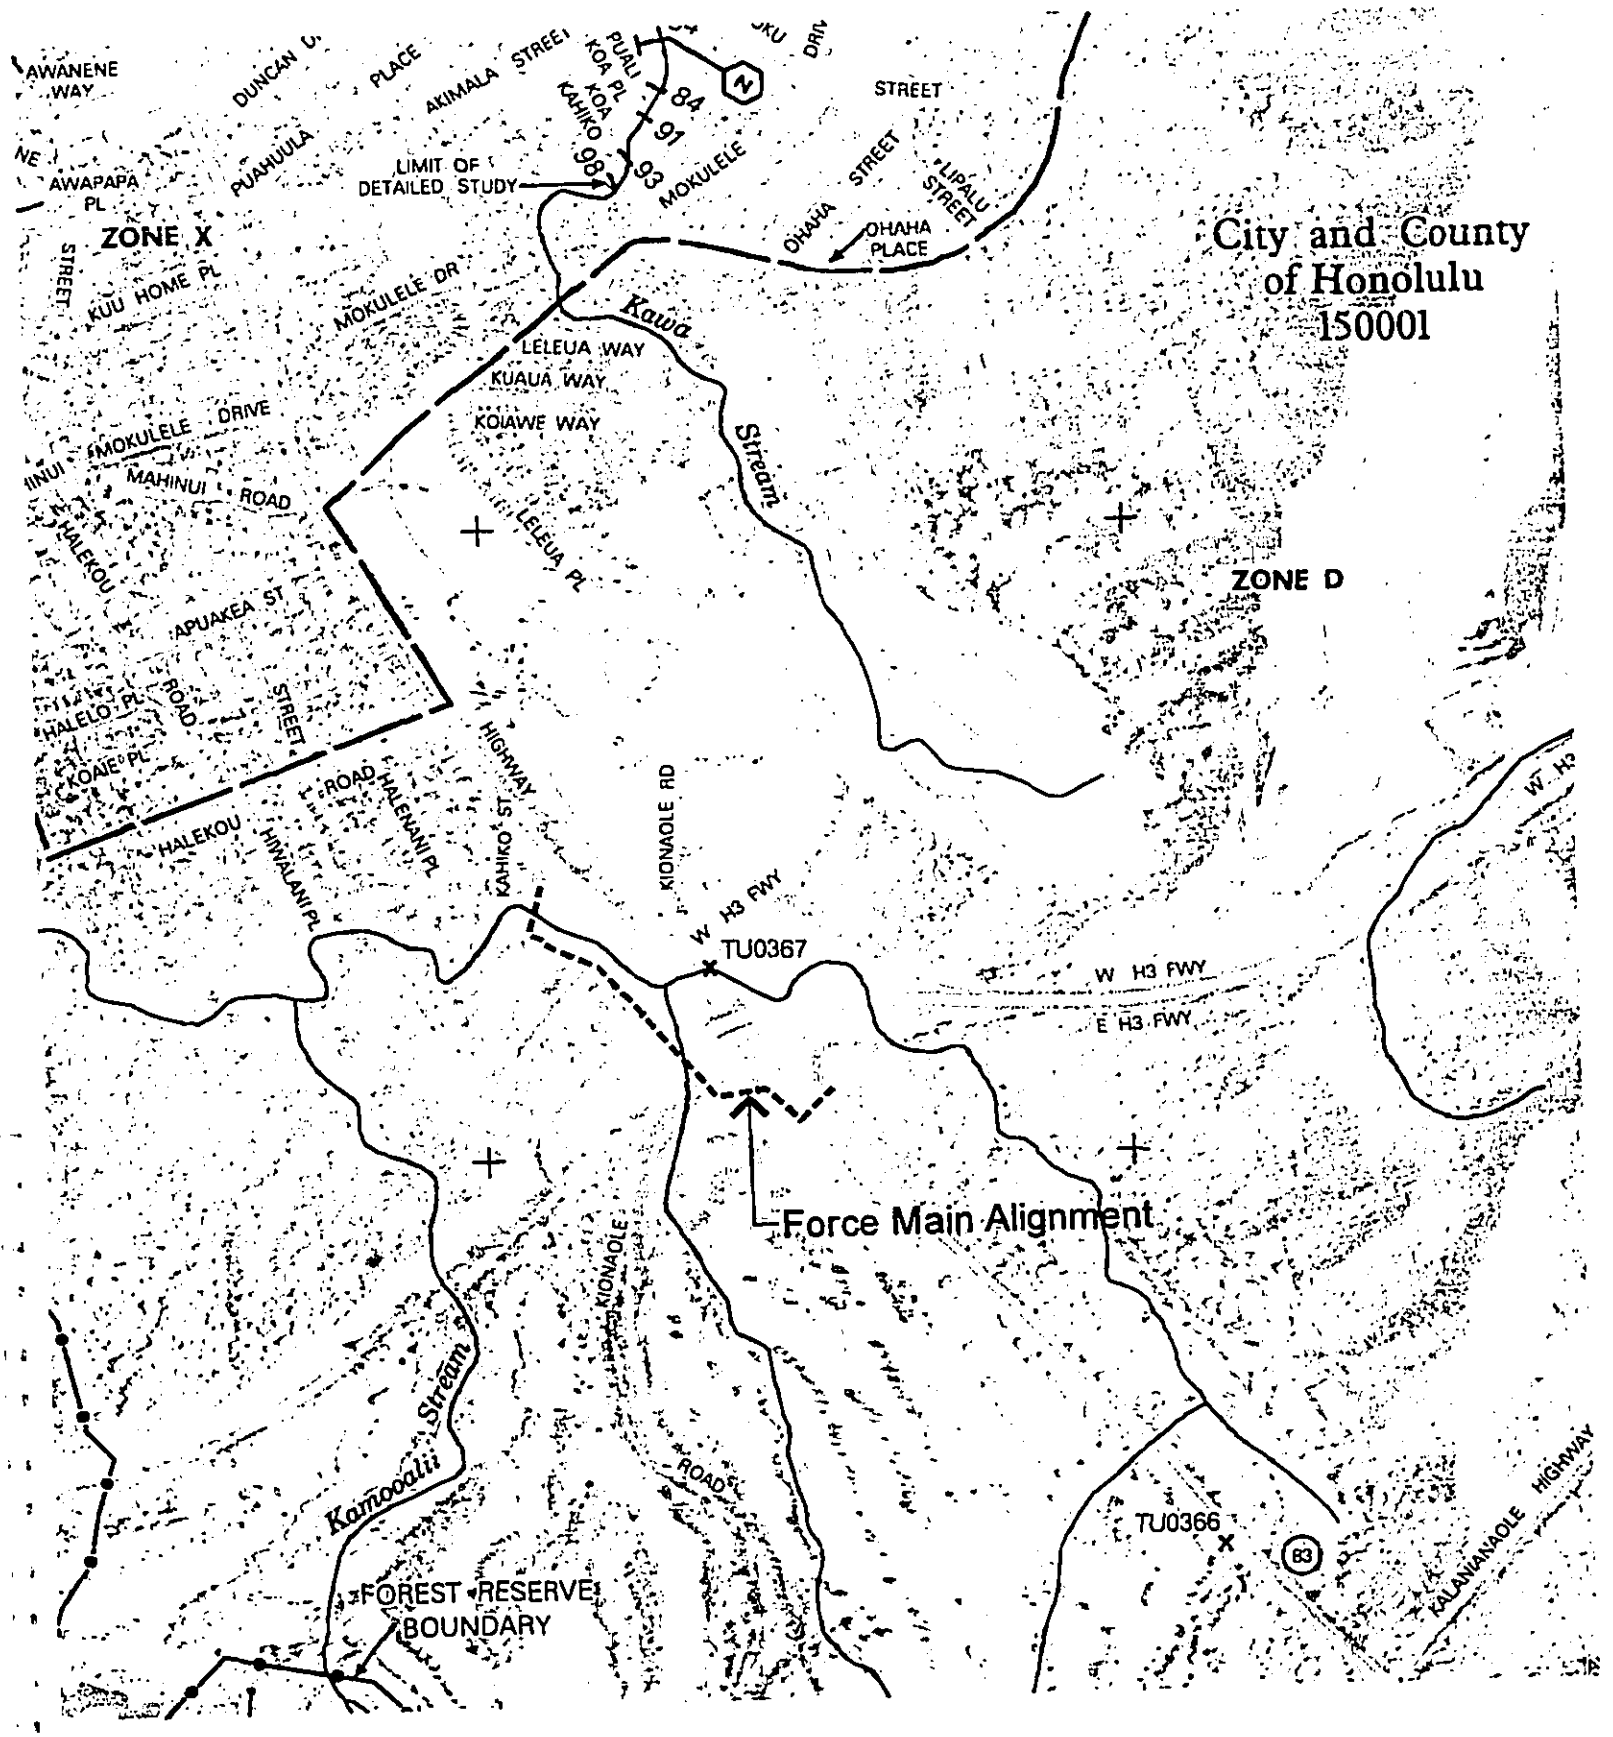 AWANENE
WAY
DUNCAN
PLACE
AKIMALA STREET
PUALI
KOA PL
KOA
KAHIKO
Z
DRIV
STREET
84
91
93
98
MOKULELE
NE
AWAPAPA
PL
PUAHUULA
LIMIT OF
DETAILED STUDY
STREET
LIPALU
STREET
OHAHA
OHAHA
PLACE
ZONE X
STREET
KUU HOME PL
MOKULELE DR
City and County
of Honolulu
150001
Kawa
Stream
LELEUA WAY
KUAUA WAY
KOIAWE WAY
MOKULELE DRIVE
MAHINUI ROAD
HALEKOU
LELEUA PL
ZONE D
APUAKEA ST
HALELO PL
ROAD
STREET
KOAIE PL
HIGHWAY
ROAD
HALENANI PL
HALEKOU
HIWALANI PL
KAHIKO ST
KIONAOLE RD
W H3
W H3 FWY
TU0367
W H3 FWY
E H3 FWY
Force Main Alignment
KIONAOLE
ROAD
Kamooalii Stream
TU0366
83
KALANIANAOLE HIGHWAY
FOREST RESERVE
BOUNDARY